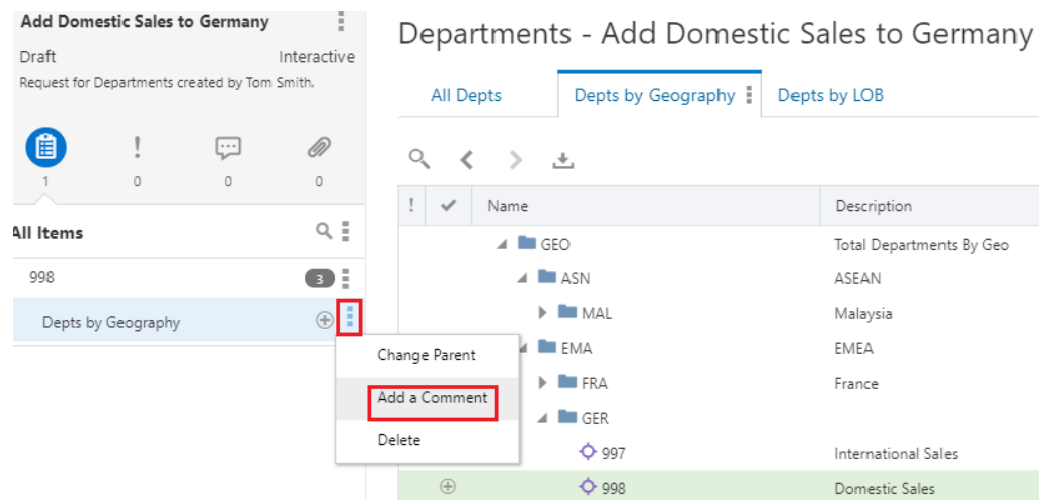 Add Domestic Sales to Germany
Draft Interactive
Request for Departments created by Tom Smith.
1 0 0 0
All Items
998 3
Depts by Geography
Change Parent
Add a Comment
Delete
Departments - Add Domestic Sales to Germany
All Depts Depts by Geography Depts by LOB
! Name Description
GEO Total Departments By Geo
ASN ASEAN
MAL Malaysia
EMA EMEA
FRA France
GER
997 International Sales
998 Domestic Sales